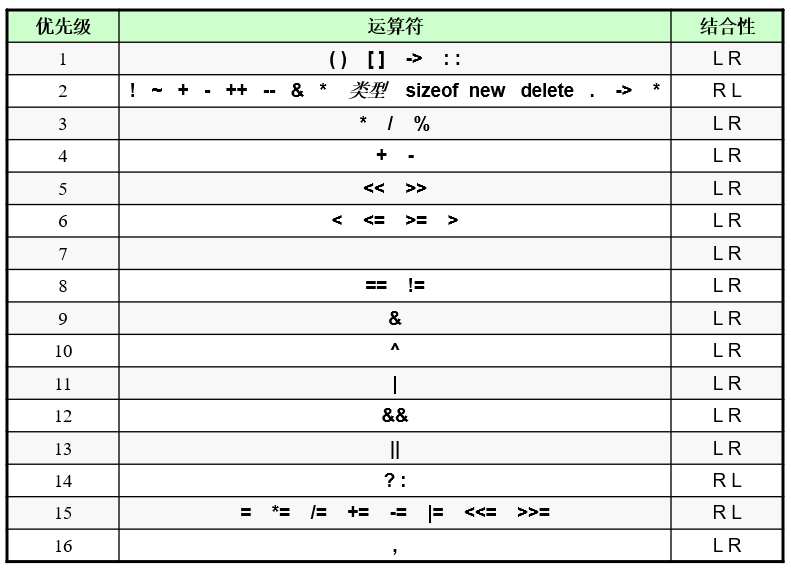 优先级 运算符 结合性
1 ( ) [ ] -> : : L R
2 ! ~ + - ++ -- & * 类型 sizeof new delete . -> * R L
3 * / % L R
4 + - L R
5 << >> L R
6 < <= >= > L R
7 L R
8 == != L R
9 & L R
10 ^ L R
11 | L R
12 && L R
13 || L R
14 ? : R L
15 = *= /= += -= |= <<= >>= R L
16 , L R